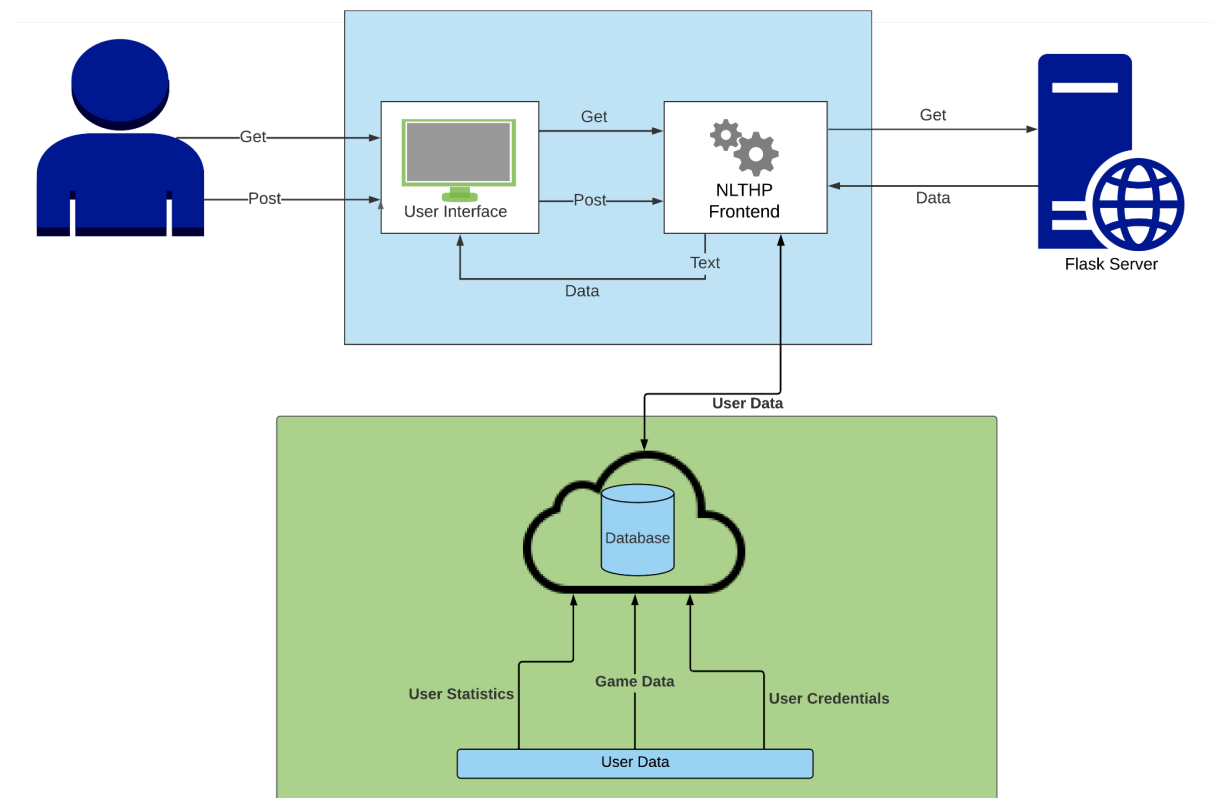 Get
Post
User Interface
Get
Post
NLTHP
Frontend
Text
Data
Get
Data
Flask Server
User Data
Database
User Statistics
Game Data
User Credentials
User Data